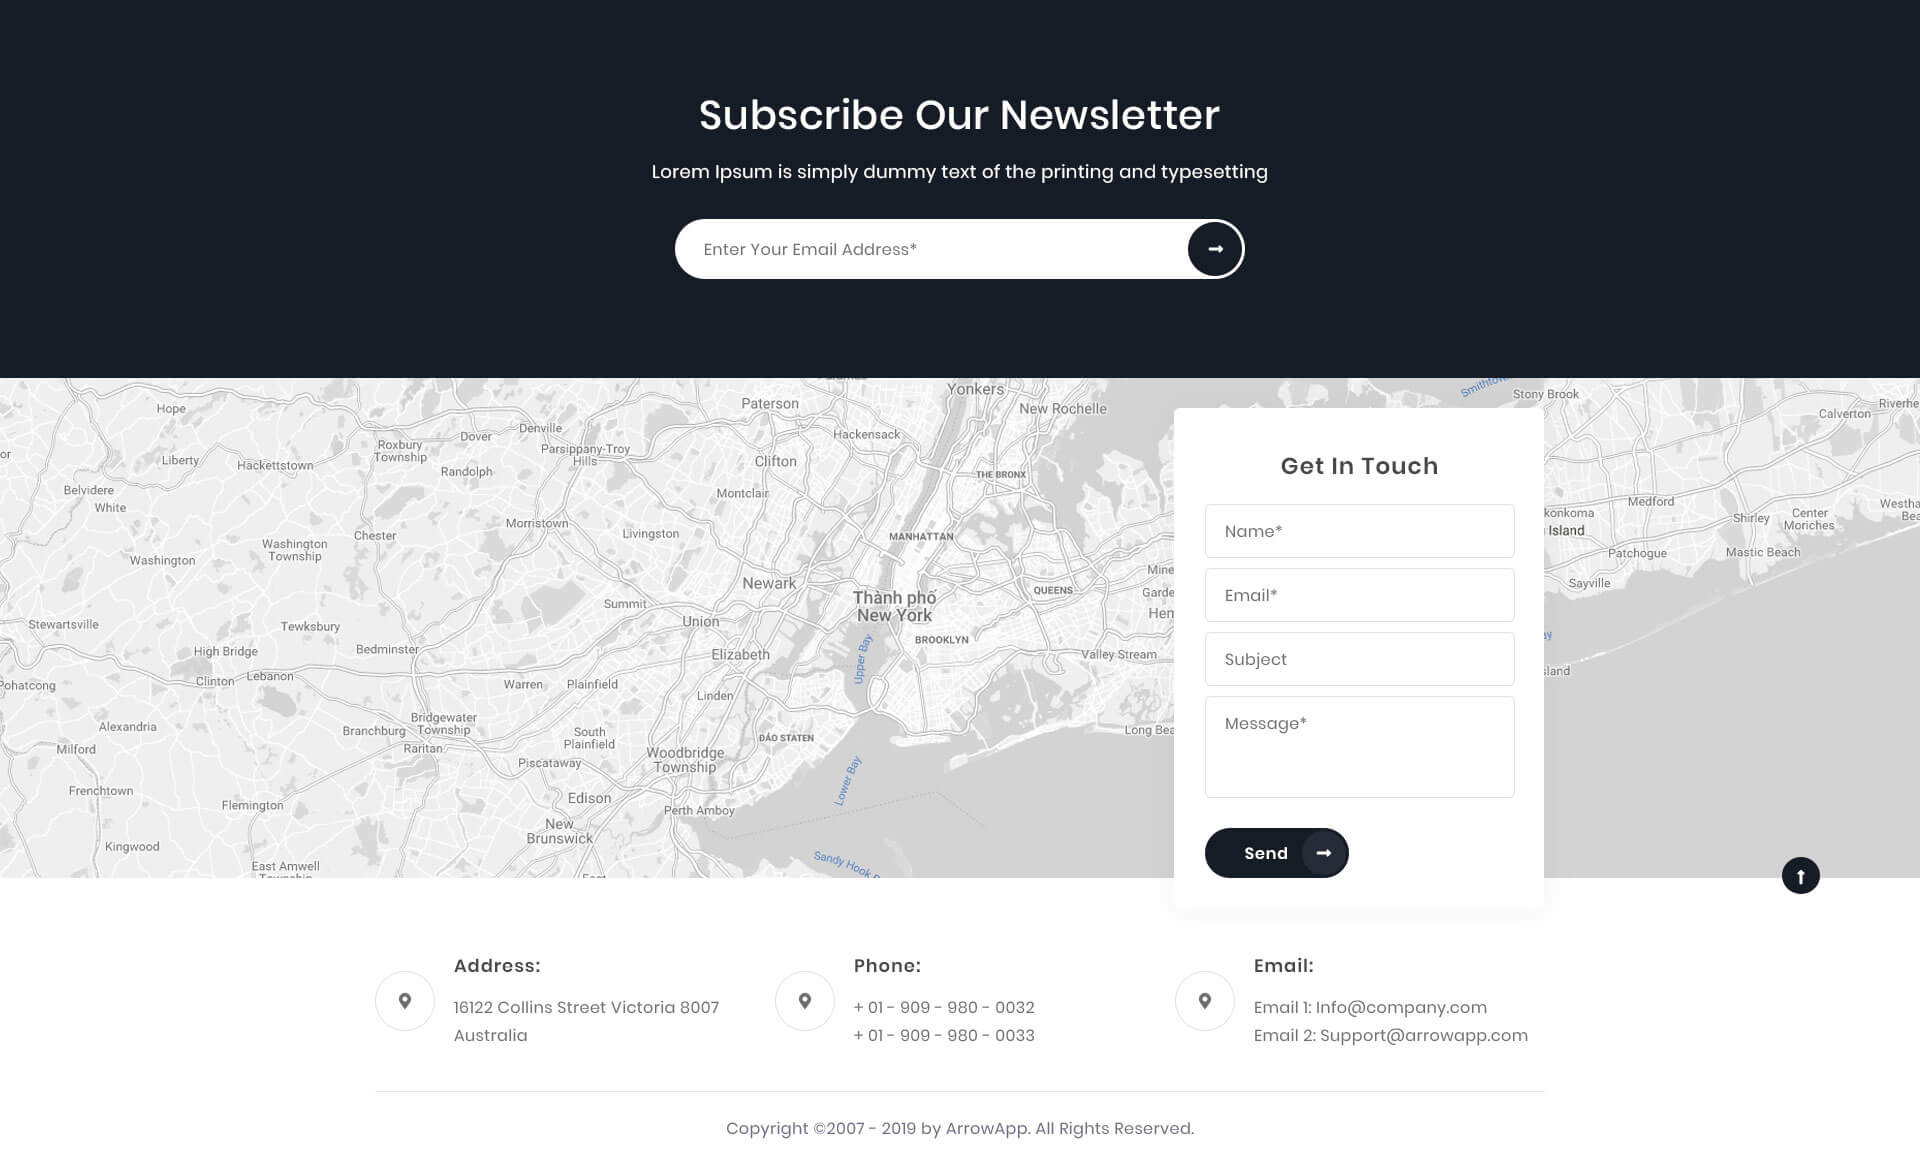 Subscribe Our Newsletter
Lorem Ipsum is simply dummy text of the printing and typesetting
Enter Your Email Address*
Yonkers
Smithtown
Stony Brook
Hope
Paterson
New Rochelle
Calverton
Riverhe
Denville
Dover
Hackensack
Roxbury
Township
Parsippany-Troy
Hills
or
Liberty
Hackettstown
Randolph
Clifton
THE BRONX
Belvidere
White
Montclair
Medford
Center
Moriches
Westha
Bea
Shirley
konkoma
Island
Morristown
Livingston
Chester
MANHATTAN
Washington
Washington
Township
Patchogue
Mastic Beach
Newark
Mine
Sayville
QUEENS
Garde
Hem
Thành phố
New York
Summit
Union
Stewartsville
Tewksbury
BROOKLYN
ay
High Bridge
Bedminster
Elizabeth
Upper Bay
Valley Stream
sland
Pohatcong
Clinton
Lebanon
Warren
Plainfield
Linden
Alexandria
Bridgewater
Township
Branchburg
South
Plainfield
ĐẢO STATEN
Long Bea
Milford
Raritan
Woodbridge
Township
Piscataway
Lower Bay
Frenchtown
Flemington
Edison
Perth Amboy
New
Brunswick
Kingwood
East Amwell
Township
East
Sandy Hook
Get In Touch
Name*
Email*
Subject
Message*
Send
Address:
16122 Collins Street Victoria 8007
Australia
Phone:
+ 01 - 909 - 980 - 0032
+ 01 - 909 - 980 - 0033
Email:
Email 1: Info@company.com
Email 2: Support@arrowapp.com
Copyright ©2007 - 2019 by ArrowApp. All Rights Reserved.